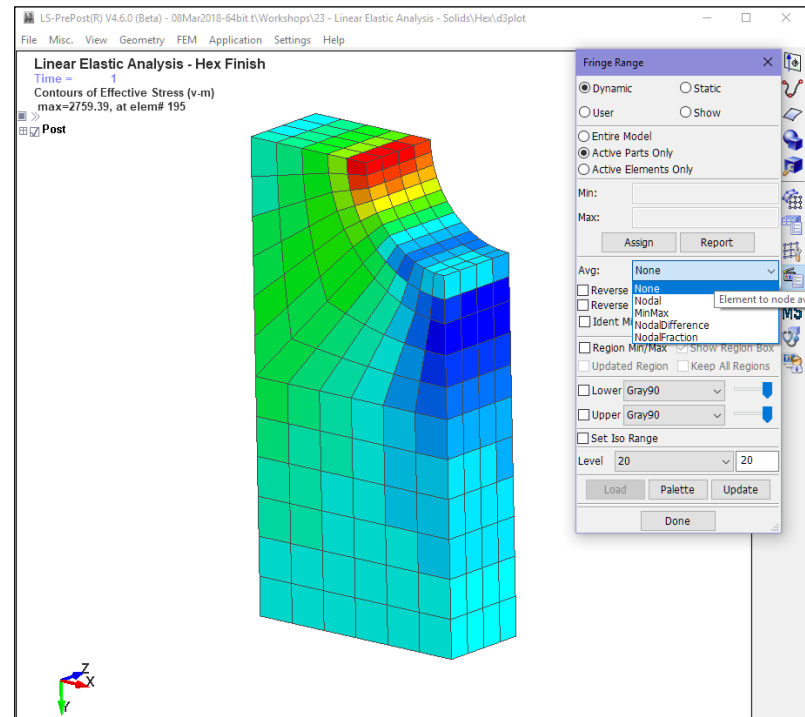 LS-PrePost(R) V4.6.0 (Beta) - 08Mar2018-64bit t\Workshops\23 - Linear Elastic Analysis - Solids\Hex\d3plot
File Misc. View Geometry FEM Application Settings Help
Linear Elastic Analysis - Hex Finish
Time = 1
Contours of Effective Stress (v-m)
max=2759.39, at elem# 195
Post
Fringe Range
Dynamic Static
User Show
Entire Model
Active Parts Only
Active Elements Only
Min:
Max:
Assign Report
Avg: None
None
Nodal
MinMax
NodalDifference
NodalFraction
Element to node av
Reverse
Reverse
Ident Mi
MS
Region Min/Max Show Region Box
Updated Region Keep All Regions
Lower Gray90
Upper Gray90
Set Iso Range
Level 20 20
Load Palette Update
Done
Z
X
Y